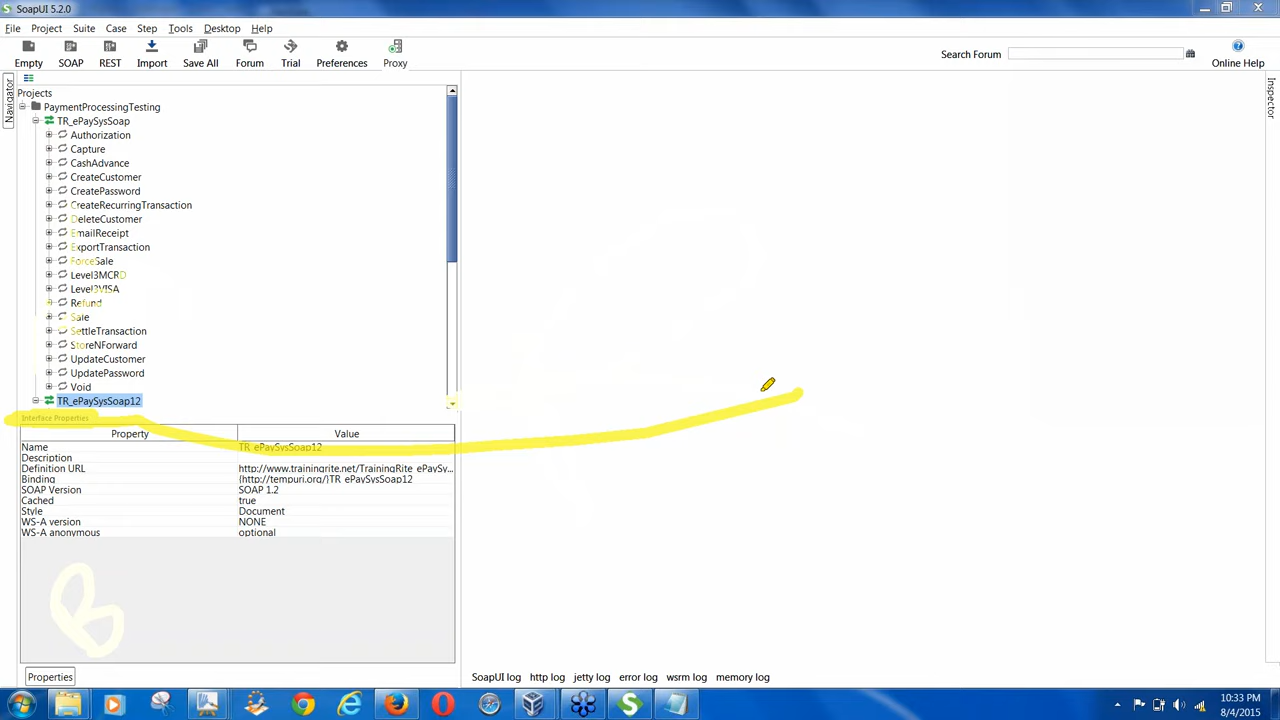 SoapUI 5.2.0
File Project Suite Case Step Tools Desktop Help
Empty SOAP REST Import Save All Forum Trial Preferences Proxy Search Forum Online Help
Navigator
Inspector
Projects
PaymentProcessingTesting
TR_ePaySysSoap
Authorization
Capture
CashAdvance
CreateCustomer
CreatePassword
CreateRecurringTransaction
DeleteCustomer
EmailReceipt
ExportTransaction
ForceSale
Level3MCRD
Level3VISA
Refund
Sale
SettleTransaction
StoreNForward
UpdateCustomer
UpdatePassword
Void
TR_ePaySysSoap12
Interface Properties
Property Value
Name TR_ePaySysSoap12
Description
Definition URL http://www.trainingrite.net/TrainingRite_ePaySy...
Binding {http://tempuri.org/}TR_ePaySysSoap12
SOAP Version SOAP 1.2
Cached true
Style Document
WS-A version NONE
WS-A anonymous optional
B
Properties SoapUI log http log jetty log error log wsrm log memory log
10:33 PM
8/4/2015